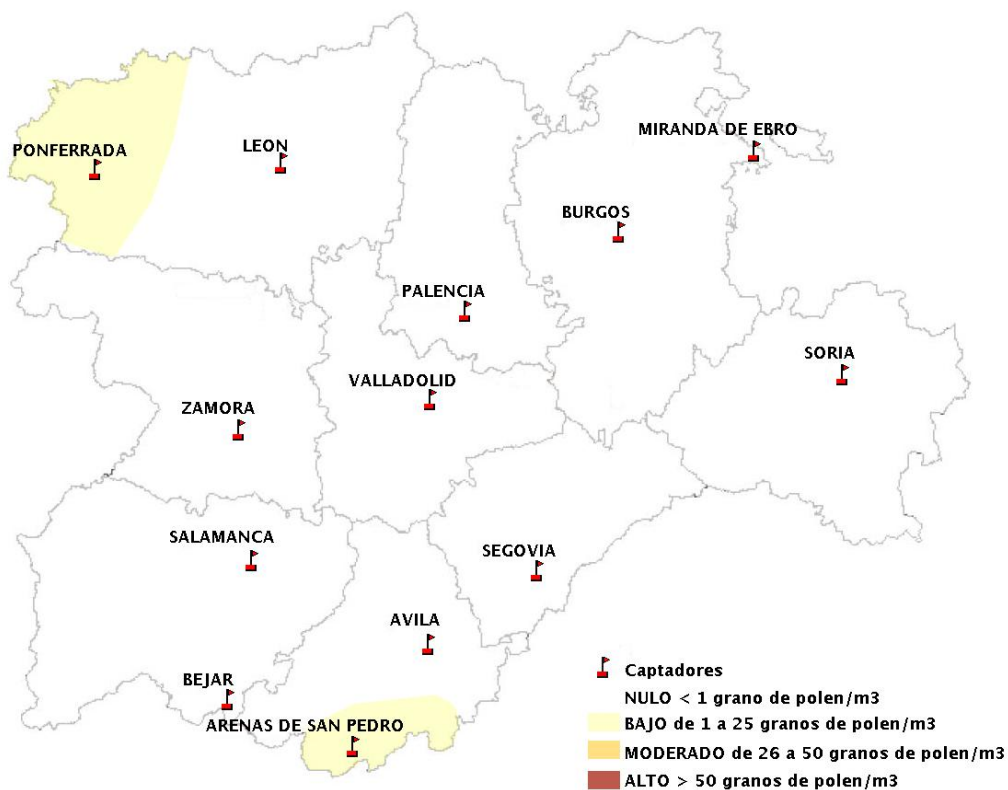 MIRANDA DE EBRO
PONFERRADA
LEON
BURGOS
PALENCIA
SORIA
VALLADOLID
ZAMORA
SALAMANCA
SEGOVIA
AVILA
BEJAR
ARENAS DE SAN PEDRO
Captadores
NULO < 1 grano de polen/m3
BAJO de 1 a 25 granos de polen/m3
MODERADO de 26 a 50 granos de polen/m3
ALTO > 50 granos de polen/m3